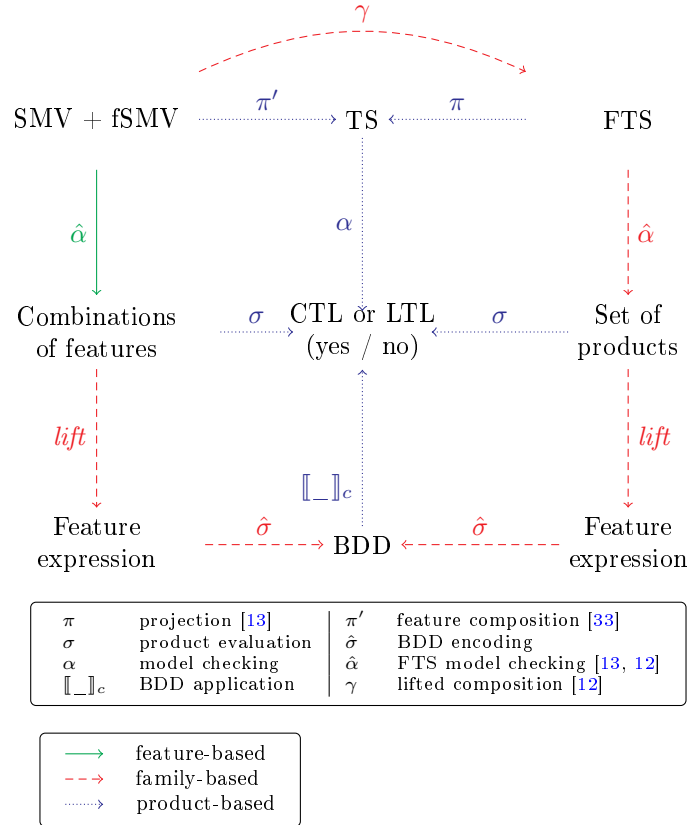 γ
SMV + fSMV
π′
TS
π
FTS
α̂
α
α̂
Combinations
of features
σ
CTL or LTL
(yes / no)
σ
Set of
products
lift
lift
⟦_⟧c
Feature
expression
σ̂
BDD
σ̂
Feature
expression
π projection [13]
π′ feature composition [33]
σ product evaluation
σ̂ BDD encoding
α model checking
α̂ FTS model checking [13, 12]
⟦_⟧c BDD application
γ lifted composition [12]
feature-based
family-based
product-based